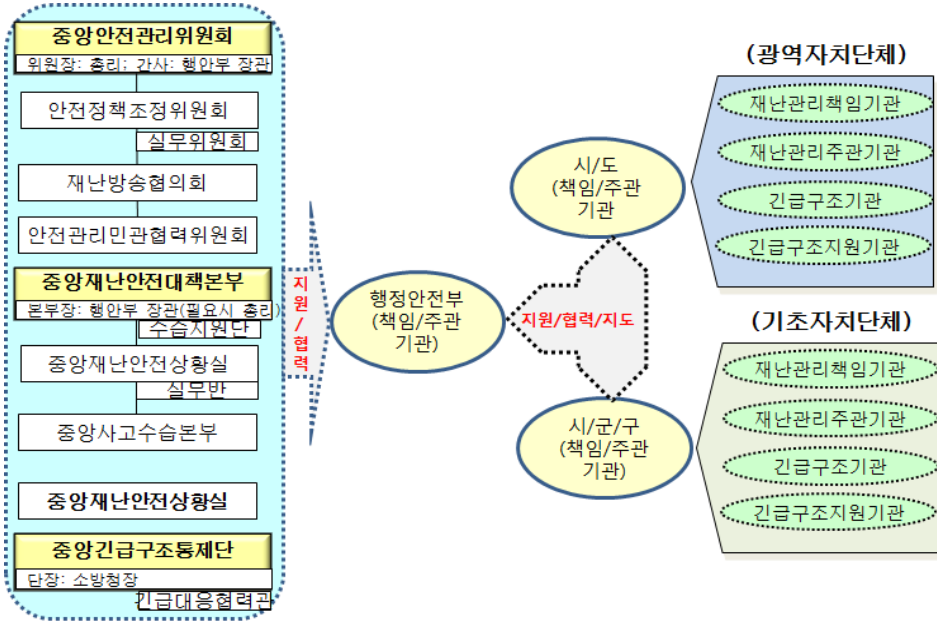 중앙안전관리위원회
위원장: 총리; 간사: 행안부 장관
안전정책조정위원회
실무위원회
재난방송협의회
안전관리민관협력위원회
중앙재난안전대책본부
본부장: 행안부 장관(필요시 총리)
수습지원단
중앙재난안전상황실
실무반
중앙사고수습본부
중앙재난안전상황실
중앙긴급구조통제단
단장: 소방청장
긴급대응협력관
지
원
/
협
력
행정안전부
(책임/주관
기관)
지원/협력/지도
시/도
(책임/주관
기관
시/군/구
(책임/주관
기관)
(광역자치단체)
재난관리책임기관
재난관리주관기관
긴급구조기관
긴급구조지원기관
(기초자치단체)
재난관리책임기관
재난관리주관기관
긴급구조기관
긴급구조지원기관